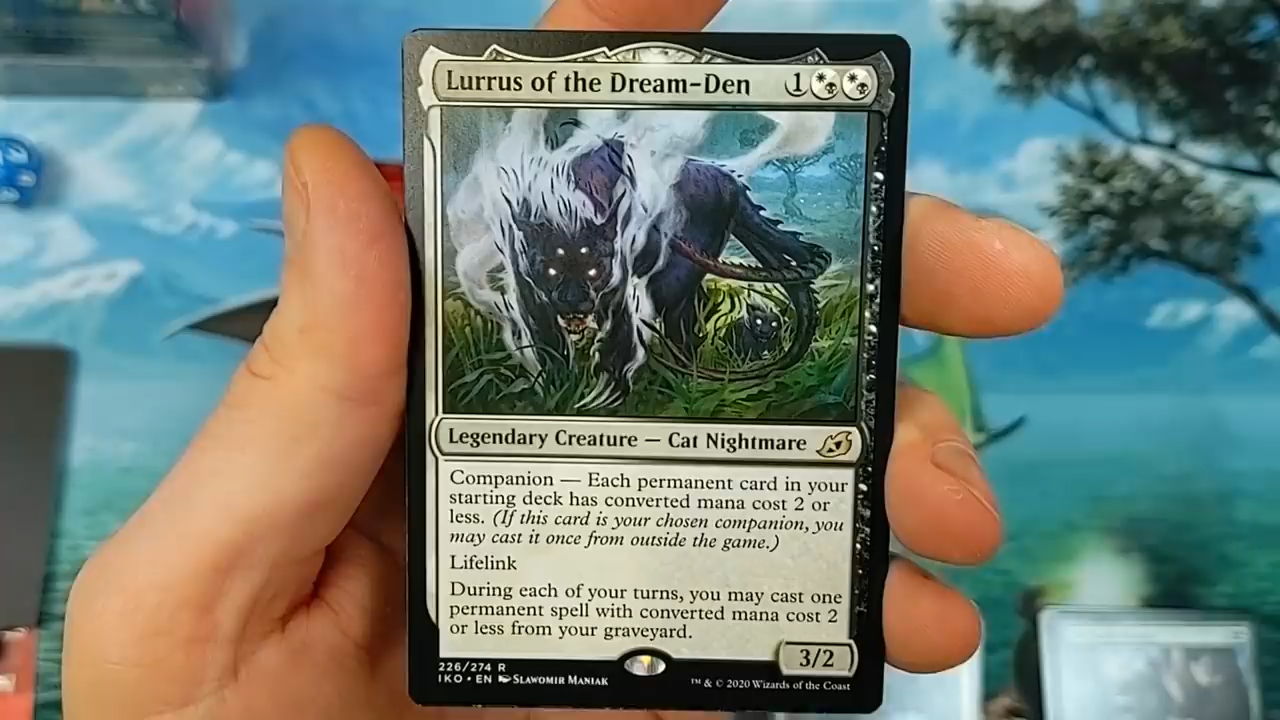 Lurrus of the Dream-Den 1
Legendary Creature — Cat Nightmare
Companion — Each permanent card in your
starting deck has converted mana cost 2 or
less. (If this card is your chosen companion, you
may cast it once from outside the game.)
Lifelink
During each of your turns, you may cast one
permanent spell with converted mana cost 2
or less from your graveyard.
3/2
226/274 R
IKO • EN Slawomir Maniak
™ & © 2020 Wizards of the Coast